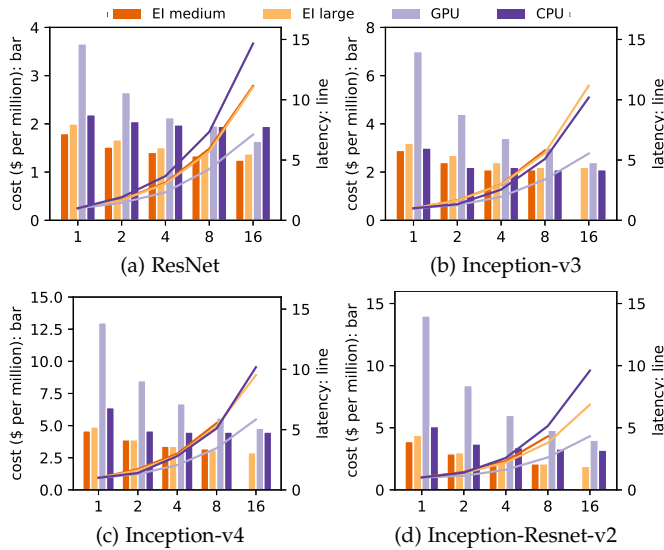 EI medium EI large GPU CPU
cost ($ per million): bar
4
3
2
1
0
15
10
5
0
latency: line
1 2 4 8 16
(a) ResNet
cost ($ per million): bar
8
6
4
2
0
15
10
5
0
latency: line
1 2 4 8 16
(b) Inception-v3
cost ($ per million): bar
15.0
12.5
10.0
7.5
5.0
2.5
0.0
15
10
5
0
latency: line
1 2 4 8 16
(c) Inception-v4
cost ($ per million): bar
15
10
5
0
15
10
5
0
latency: line
1 2 4 8 16
(d) Inception-Resnet-v2